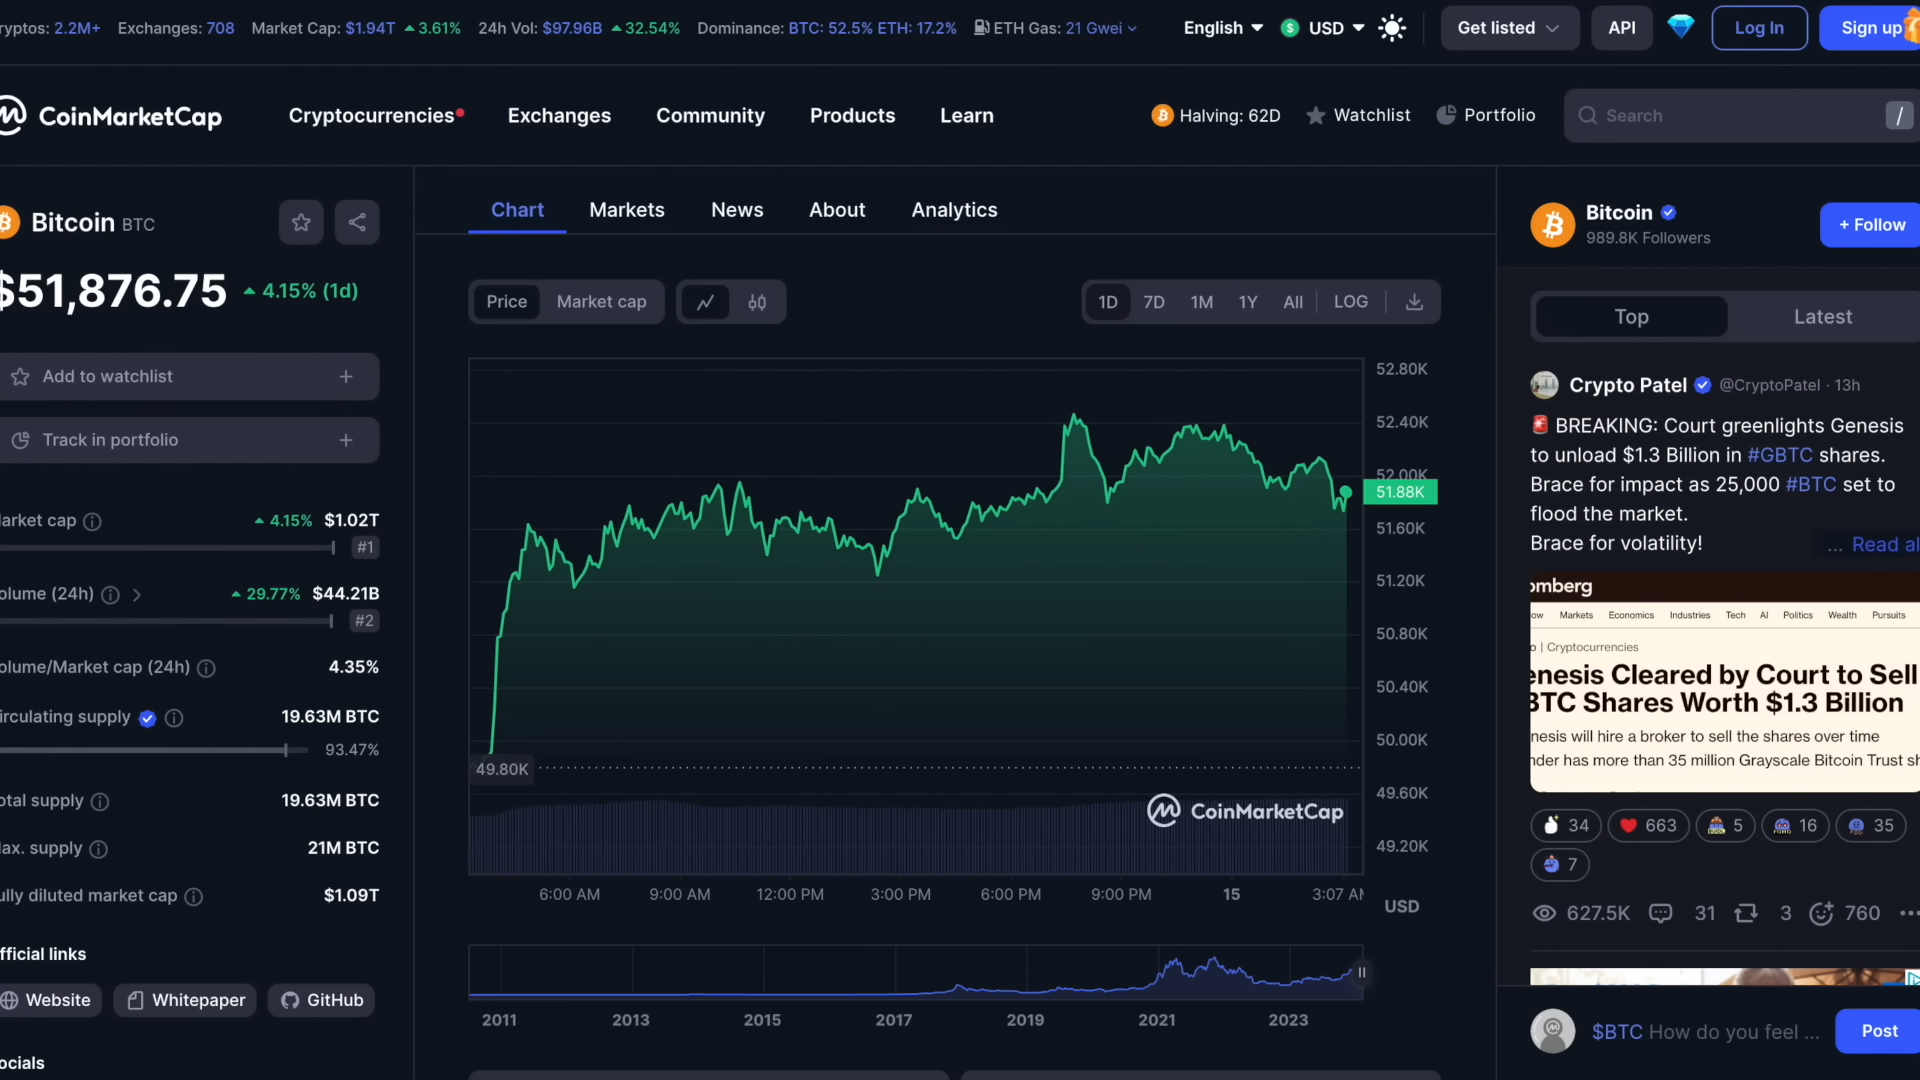 ryptos: 2.2M+ Exchanges: 708 Market Cap: $1.94T 3.61% 24h Vol: $97.96B 32.54% Dominance: BTC: 52.5% ETH: 17.2% ETH Gas: 21 Gwei English USD Get listed API Log In Sign up
CoinMarketCap Cryptocurrencies Exchanges Community Products Learn Halving: 62D Watchlist Portfolio Search /
Bitcoin BTC
$51,876.75 4.15% (1d)
Add to watchlist +
Track in portfolio +
arket cap 4.15% $1.02T
#1
olume (24h) 29.77% $44.21B
#2
olume/Market cap (24h) 4.35%
irculating supply 19.63M BTC
93.47%
otal supply 19.63M BTC
ax. supply 21M BTC
ully diluted market cap $1.09T
fficial links
Website Whitepaper GitHub
ocials
Chart Markets News About Analytics
Price Market cap 1D 7D 1M 1Y All LOG
52.80K
52.40K
52.00K
51.88K
51.60K
51.20K
50.80K
50.40K
50.00K
49.80K
49.60K
CoinMarketCap
49.20K
6:00 AM 9:00 AM 12:00 PM 3:00 PM 6:00 PM 9:00 PM 15 3:07 AM
USD
2011 2013 2015 2017 2019 2021 2023
Bitcoin
989.8K Followers
+ Follow
Top Latest
Crypto Patel @CryptoPatel · 13h
BREAKING: Court greenlights Genesis
to unload $1.3 Billion in #GBTC shares.
Brace for impact as 25,000 #BTC set to
flood the market.
Brace for volatility! ... Read al
omberg
ow Markets Economics Industries Tech AI Politics Wealth Pursuits
o | Cryptocurrencies
enesis Cleared by Court to Sell
BTC Shares Worth $1.3 Billion
nesis will hire a broker to sell the shares over time
nder has more than 35 million Grayscale Bitcoin Trust sh
34 663 5 16 35
7
627.5K 31 3 760
$BTC How do you feel ... Post